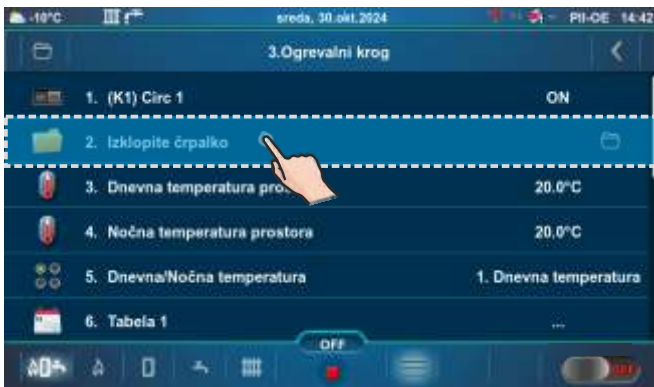 -10°C sreda, 30.okt.2024 PII-OE 14:42
3.Ogrevalni krog
1. (K1) Circ 1 ON
2. Izklopite črpalko
3. Dnevna temperatura pro 20.0°C
4. Nočna temperatura prostora 20.0°C
5. Dnevna/Nočna temperatura 1. Dnevna temperatura
6. Tabela 1 ...
OFF
OFF